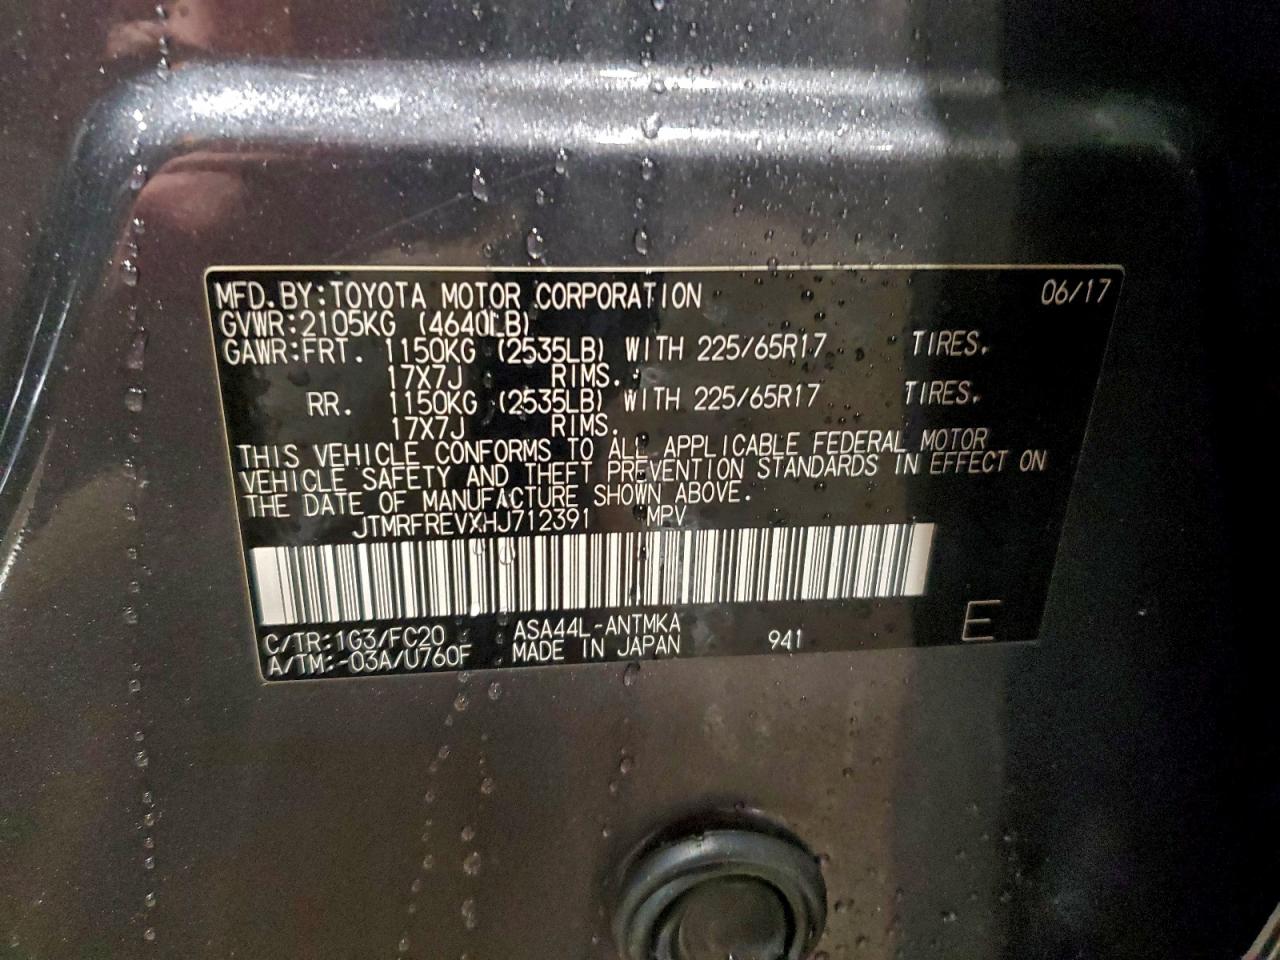 MFD.BY:TOYOTA MOTOR CORPORATION 06/17
GVWR:2105KG (4640LB)
GAWR:FRT. 1150KG (2535LB) WITH 225/65R17 TIRES.
17X7J RIMS.
RR. 1150KG (2535LB) WITH 225/65R17 TIRES.
17X7J RIMS.
THIS VEHICLE CONFORMS TO ALL APPLICABLE FEDERAL MOTOR
VEHICLE SAFETY AND THEFT PREVENTION STANDARDS IN EFFECT ON
THE DATE OF MANUFACTURE SHOWN ABOVE.
JTMRFREVXHJ712391 MPV
C/TR:1G3/FC20 ASA44L-ANTMKA 941 E
A/TM:-03A/U760F MADE IN JAPAN